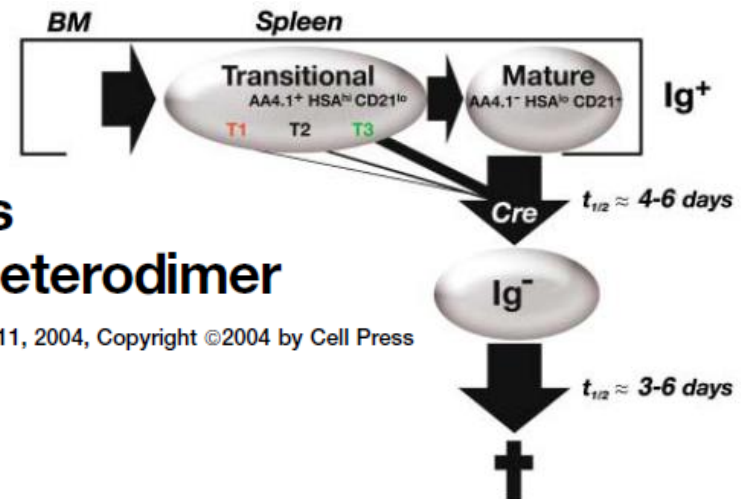 BM Spleen
Transitional
AA4.1⁺ HSAʰⁱ CD21ˡᵒ
T1 T2 T3
Mature
AA4.1⁻ HSAˡᵒ CD21⁺
Ig⁺
Cre
t₁/₂ ≈ 4-6 days
s
eterodimer
11, 2004, Copyright ©2004 by Cell Press
Ig⁻
t₁/₂ ≈ 3-6 days